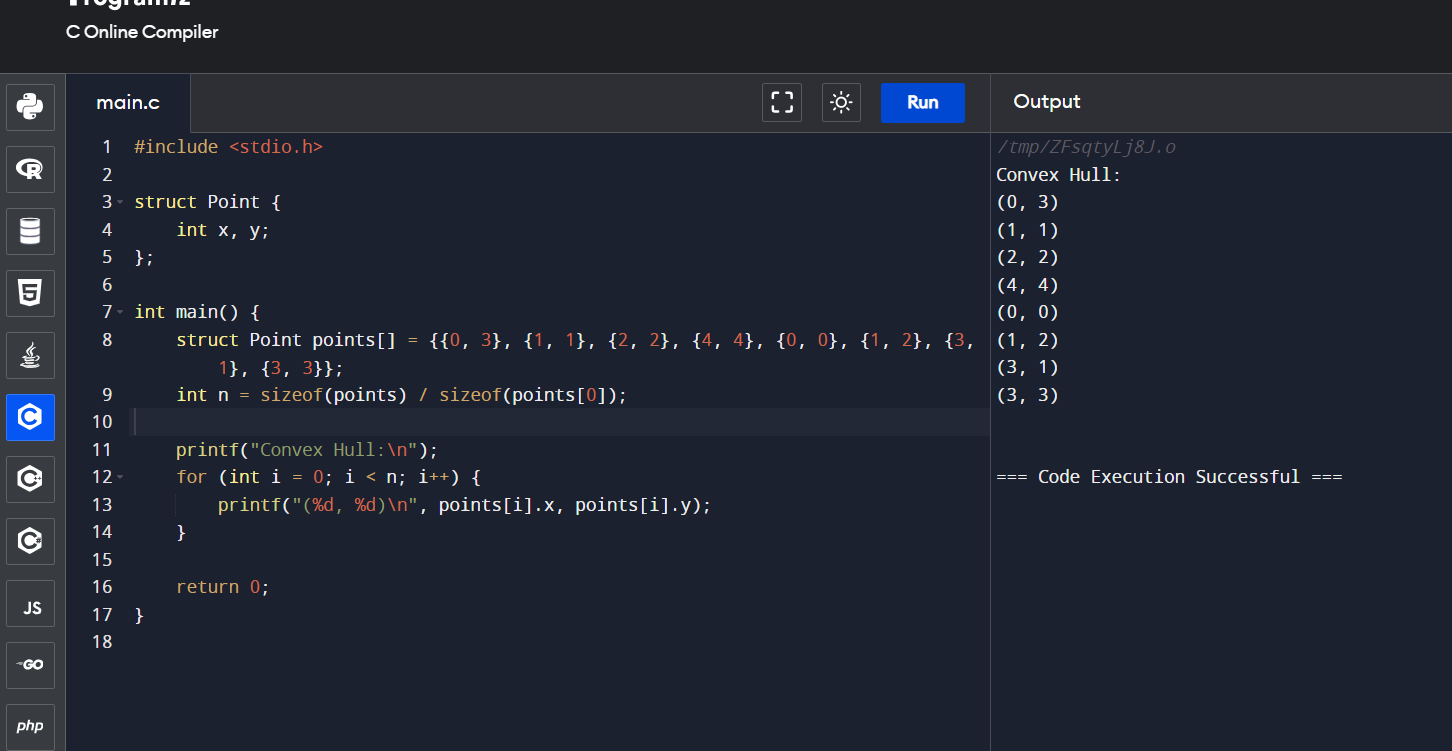 C Online Compiler
main.c
Run
Output
1 #include <stdio.h>
2
3 struct Point {
4     int x, y;
5 };
6
7 int main() {
8     struct Point points[] = {{0, 3}, {1, 1}, {2, 2}, {4, 4}, {0, 0}, {1, 2}, {3,
        1}, {3, 3}};
9     int n = sizeof(points) / sizeof(points[0]);
10
11     printf("Convex Hull:\n");
12     for (int i = 0; i < n; i++) {
13         printf("(%d, %d)\n", points[i].x, points[i].y);
14     }
15
16     return 0;
17 }
18
/tmp/ZFsqtyLj8J.o
Convex Hull:
(0, 3)
(1, 1)
(2, 2)
(4, 4)
(0, 0)
(1, 2)
(3, 1)
(3, 3)
=== Code Execution Successful ===
R
5
C
C
C
JS
GO
php